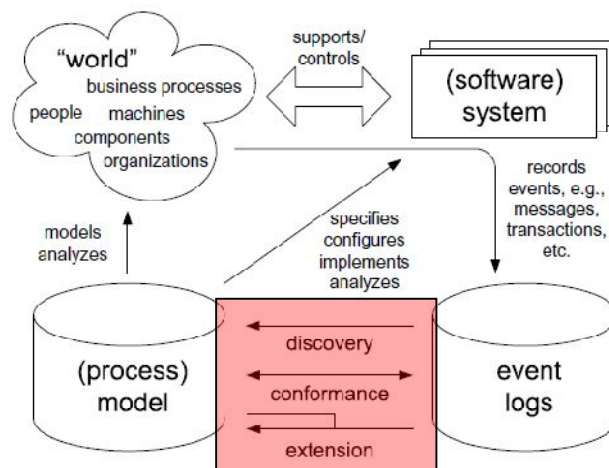 “world”
business processes
people machines
components
organizations
supports/
controls
(software)
system
models
analyzes
specifies
configures
implements
analyzes
records
events, e.g.,
messages,
transactions,
etc.
(process)
model
discovery
conformance
extension
event
logs